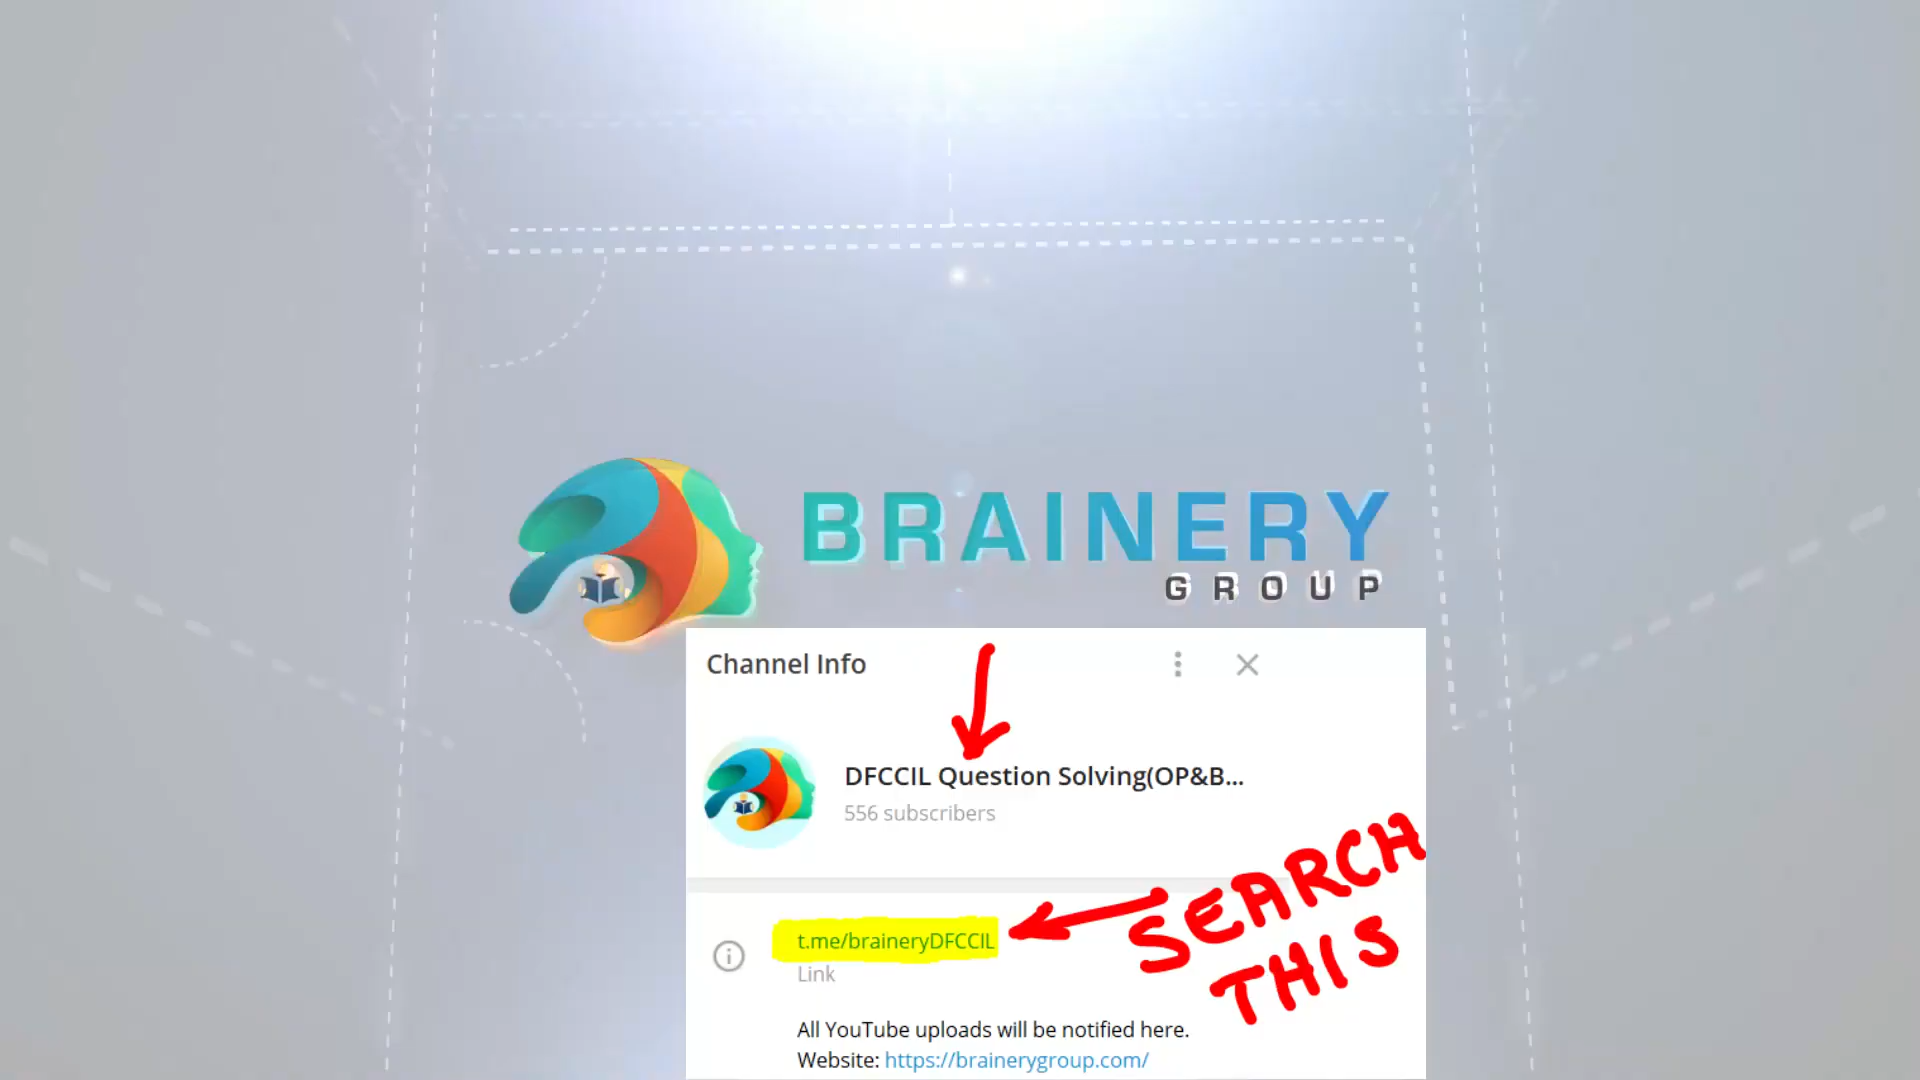 BRAINERY
GROUP
Channel Info
DFCCIL Question Solving(OP&B...
556 subscribers
t.me/braineryDFCCIL
Link
SEARCH
THIS
All YouTube uploads will be notified here.
Website: https://brainerygroup.com/